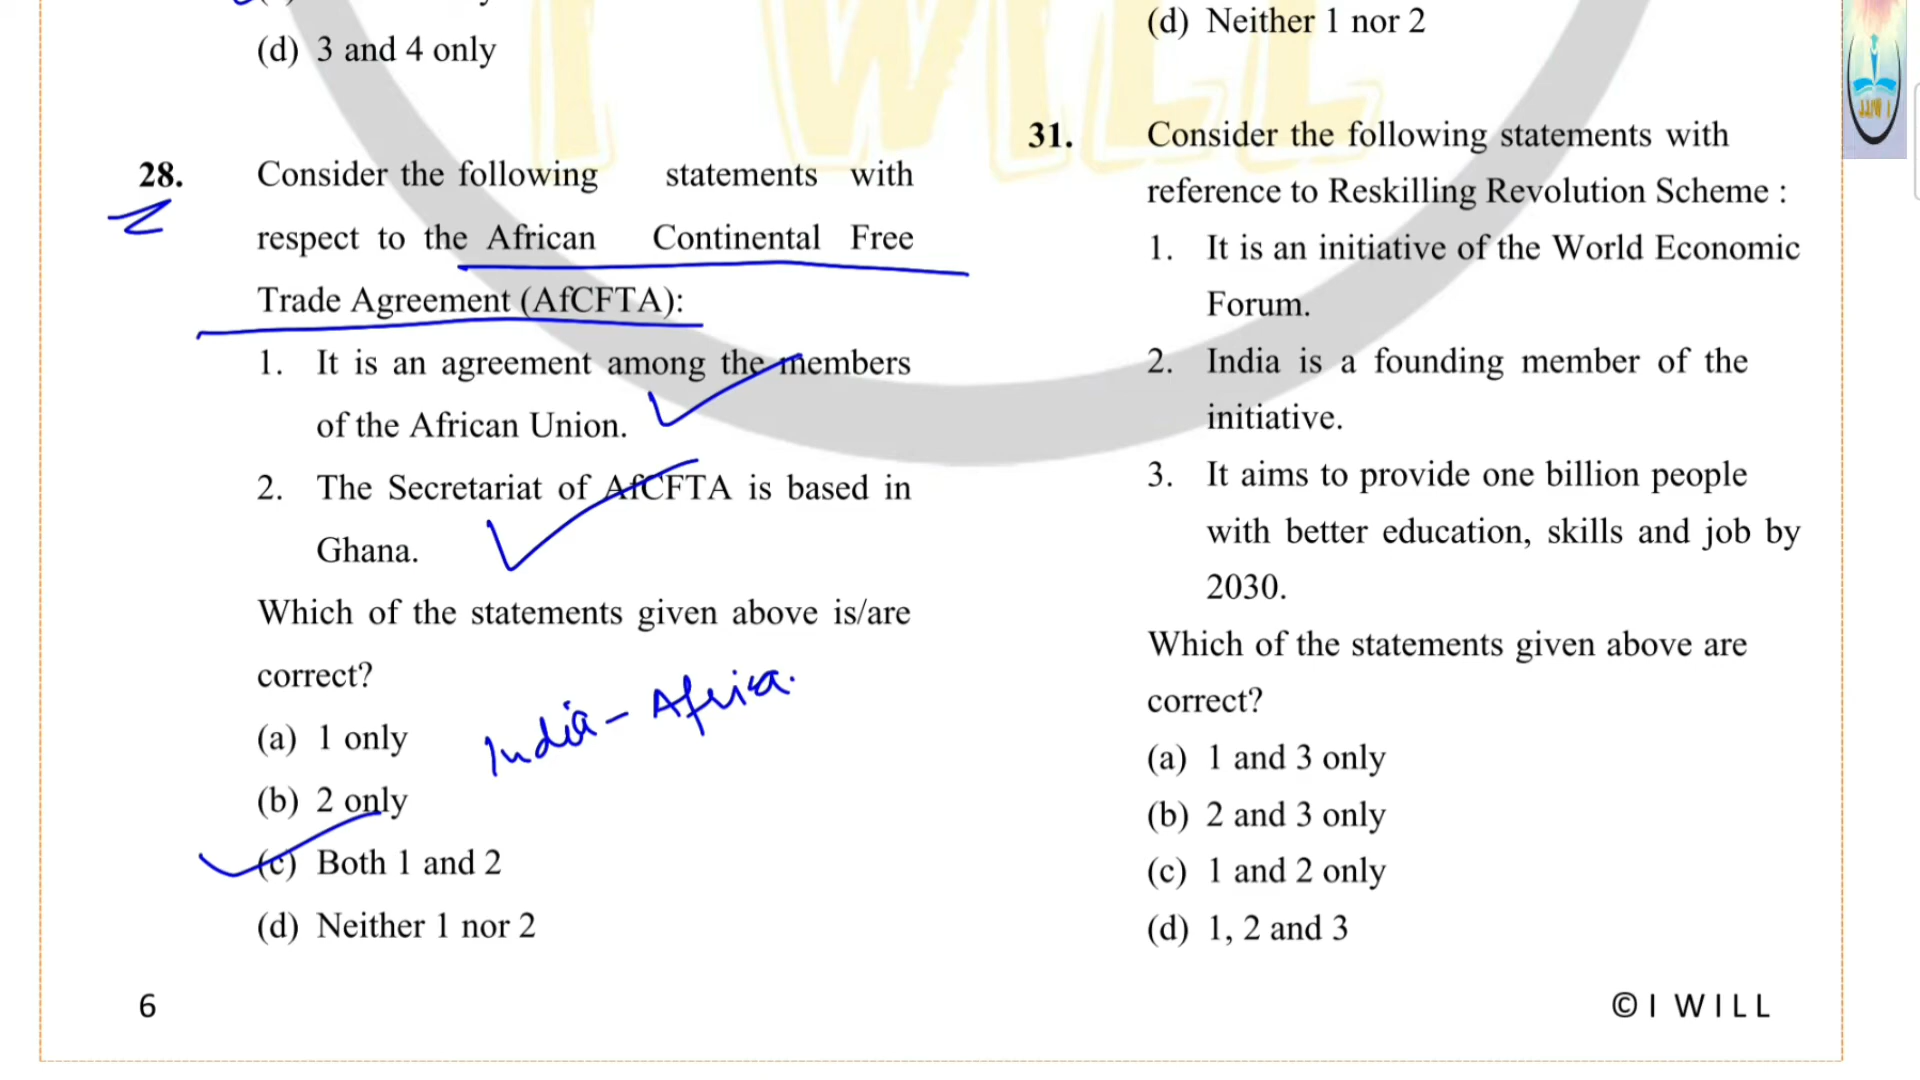 (d) 3 and 4 only
28. Consider the following statements with
respect to the African Continental Free
Trade Agreement (AfCFTA):
1. It is an agreement among the members
of the African Union.
2. The Secretariat of AfCFTA is based in
Ghana.
Which of the statements given above is/are
correct?
India - Africa.
(a) 1 only
(b) 2 only
(c) Both 1 and 2
(d) Neither 1 nor 2
6
(d) Neither 1 nor 2
31. Consider the following statements with
reference to Reskilling Revolution Scheme :
1. It is an initiative of the World Economic
Forum.
2. India is a founding member of the
initiative.
3. It aims to provide one billion people
with better education, skills and job by
2030.
Which of the statements given above are
correct?
(a) 1 and 3 only
(b) 2 and 3 only
(c) 1 and 2 only
(d) 1, 2 and 3
© I WILL
I WILL